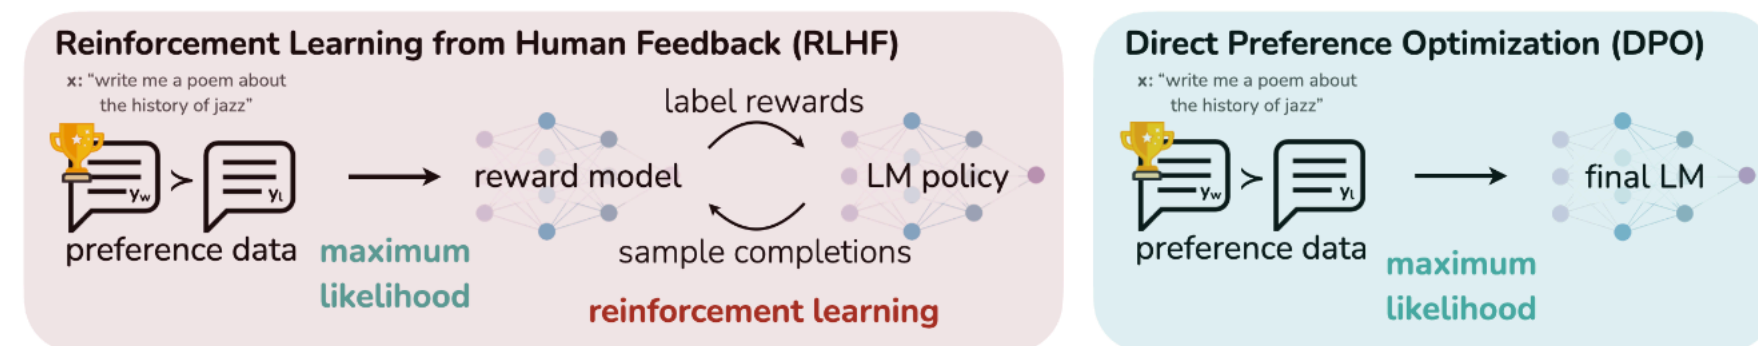 Reinforcement Learning from Human Feedback (RLHF)
x: “write me a poem about
the history of jazz”
label rewards
yw
≻
yl
reward model
LM policy
preference data
sample completions
maximum
likelihood
reinforcement learning
Direct Preference Optimization (DPO)
x: “write me a poem about
the history of jazz”
yw
≻
yl
final LM
preference data
maximum
likelihood